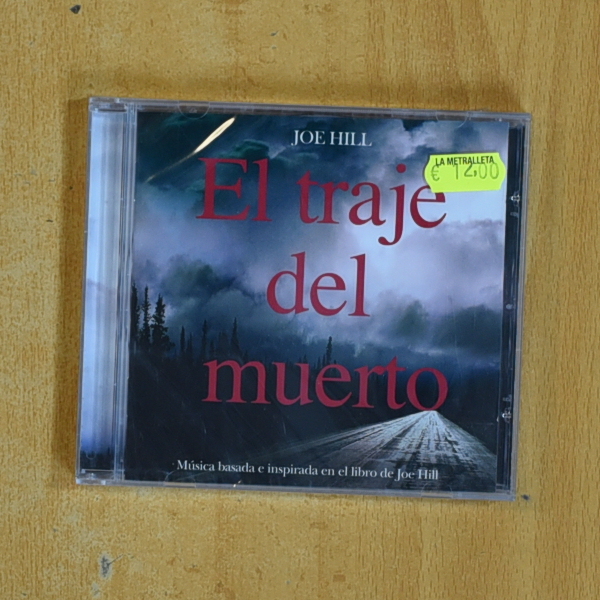 JOE HILL
LA METRALLETA
€ 12,00
El traje
del
muerto
Música basada e inspirada en el libro de Joe Hill